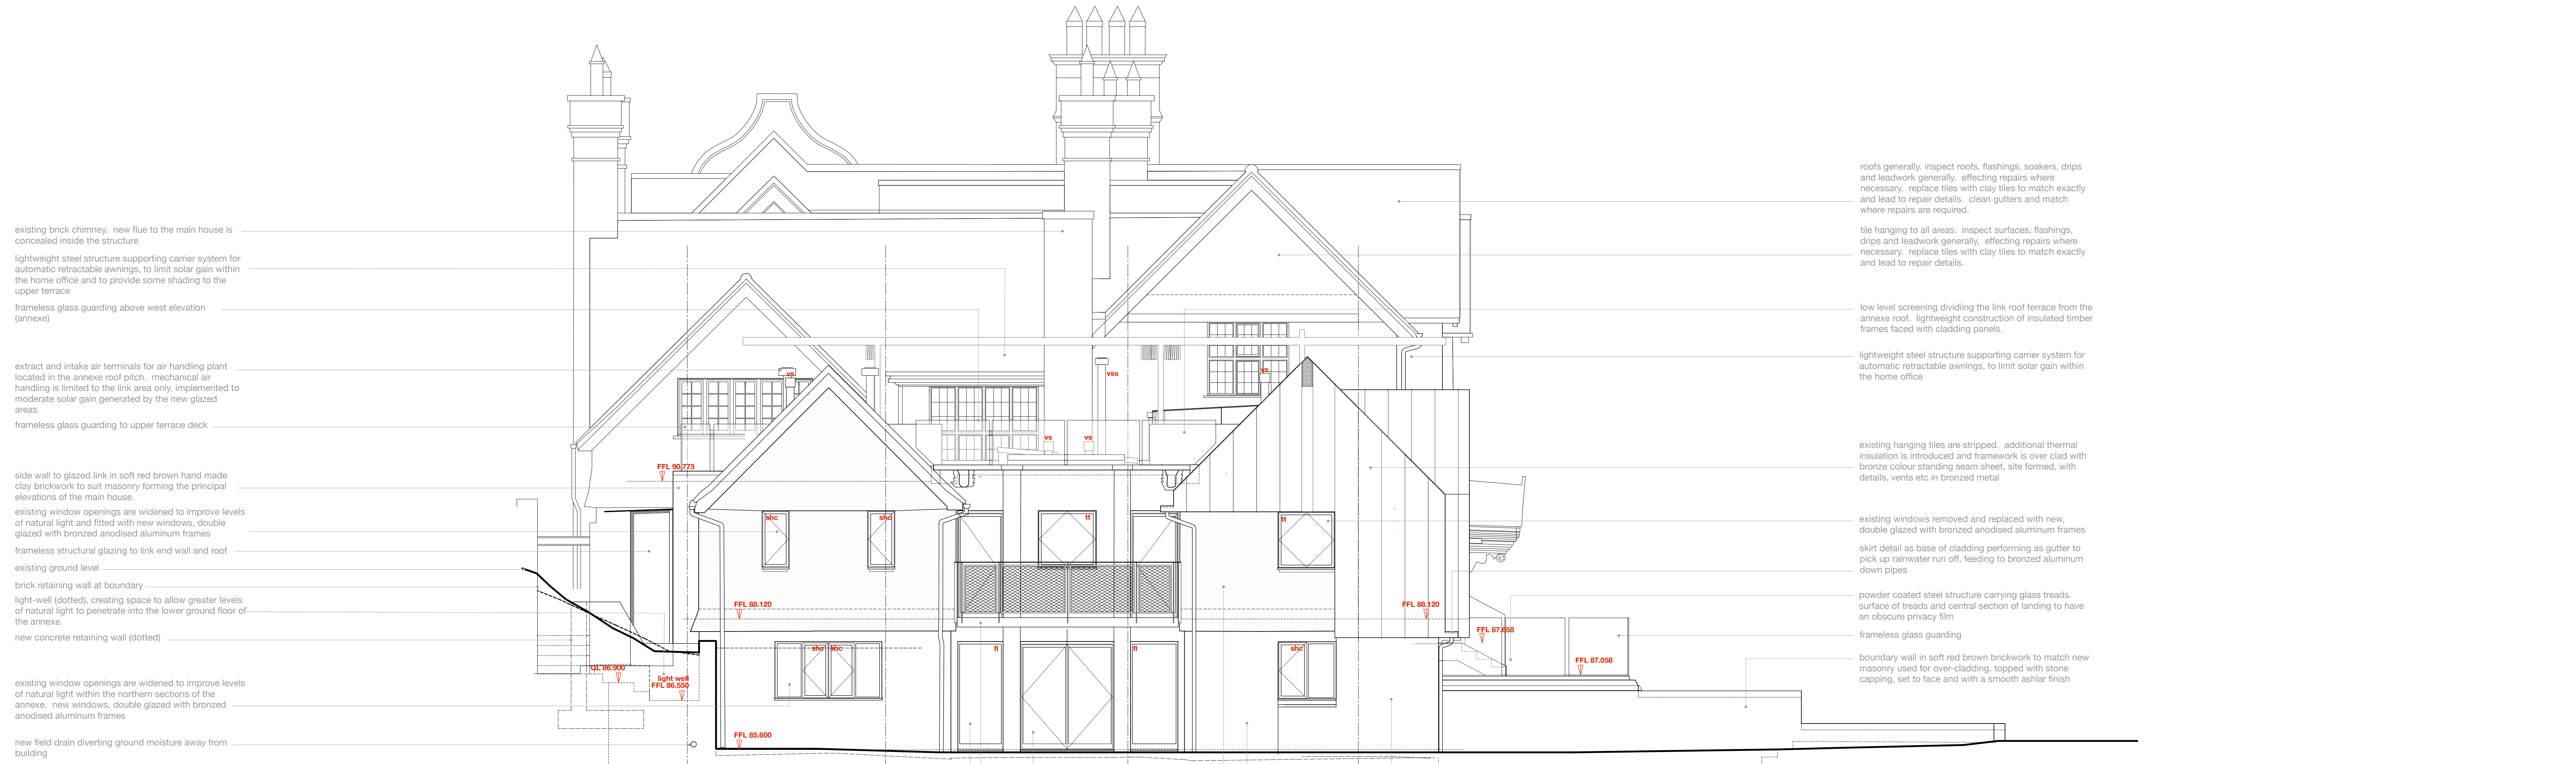 existing brick chimney.  new flue to the main house is
concealed inside the structure
lightweight steel structure supporting carrier system for
automatic retractable awnings, to limit solar gain within
the home office and to provide some shading to the
upper terrace
frameless glass guarding above west elevation
(annexe)
extract and intake air terminals for air handling plant
located in the annexe roof pitch.  mechanical air
handling is limited to the link area only, implemented to
moderate solar gain generated by the new glazed
areas
frameless glass guarding to upper terrace deck
side wall to glazed link in soft red brown hand made
clay brickwork to suit masonry forming the principal
elevations of the main house.
existing window openings are widened to improve levels
of natural light and fitted with new windows, double
glazed with bronzed anodised aluminum frames
frameless structural glazing to link end wall and roof
existing ground level
brick retaining wall at boundary
light-well (dotted), creating space to allow greater levels
of natural light to penetrate into the lower ground floor of
the annexe.
new concrete retaining wall (dotted)
existing window openings are widened to improve levels
of natural light within the northern sections of the
annexe.  new windows, double glazed with bronzed
anodised aluminum frames
new field drain diverting ground moisture away from
building
vs
vss
vs
vs
vs
FFL 90.773
shc
shc
tt
tt
FFL 88.120
FFL 88.120
FFL 87.658
shc
shc
fl
fl
shc
FFL 87.058
GL 86.900
light well
FFL 86.550
FFL 85.600
roofs generally. inspect roofs, flashings, soakers, drips
and leadwork generally,  effecting repairs where
necessary.  replace tiles with clay tiles to match exactly
and lead to repair details.  clean gutters and match
where repairs are required.
tile hanging to all areas.  inspect surfaces, flashings,
drips and leadwork generally,  effecting repairs where
necessary.  replace tiles with clay tiles to match exactly
and lead to repair details.
low level screening dividiing the link roof terrace from the
annexe roof.  lightweight construction of insulated timber
frames faced with cladding panels.
lightweight steel structure supporting carrier system for
automatic retractable awnings, to limit solar gain within
the home office
existing hanging tiles are stripped.  additional thermal
insulation is introduced and framework is over clad with
bronze colour standing seam sheet, site formed, with
details, vents etc in bronzed metal
existing windows removed and replaced with new,
double glazed with bronzed anodised aluminum frames
skirt detail as base of cladding performing as gutter to
pick up rainwater run off, feeding to bronzed aluminum
down pipes
powder coated steel structure carrying glass treads.
surface of treads and central section of landing to have
an obscure privacy film
frameless glass guarding
boundary wall in soft red brown brickwork to match new
masonry used for over-cladding, topped with stone
capping, set to face and with a smooth ashlar finish